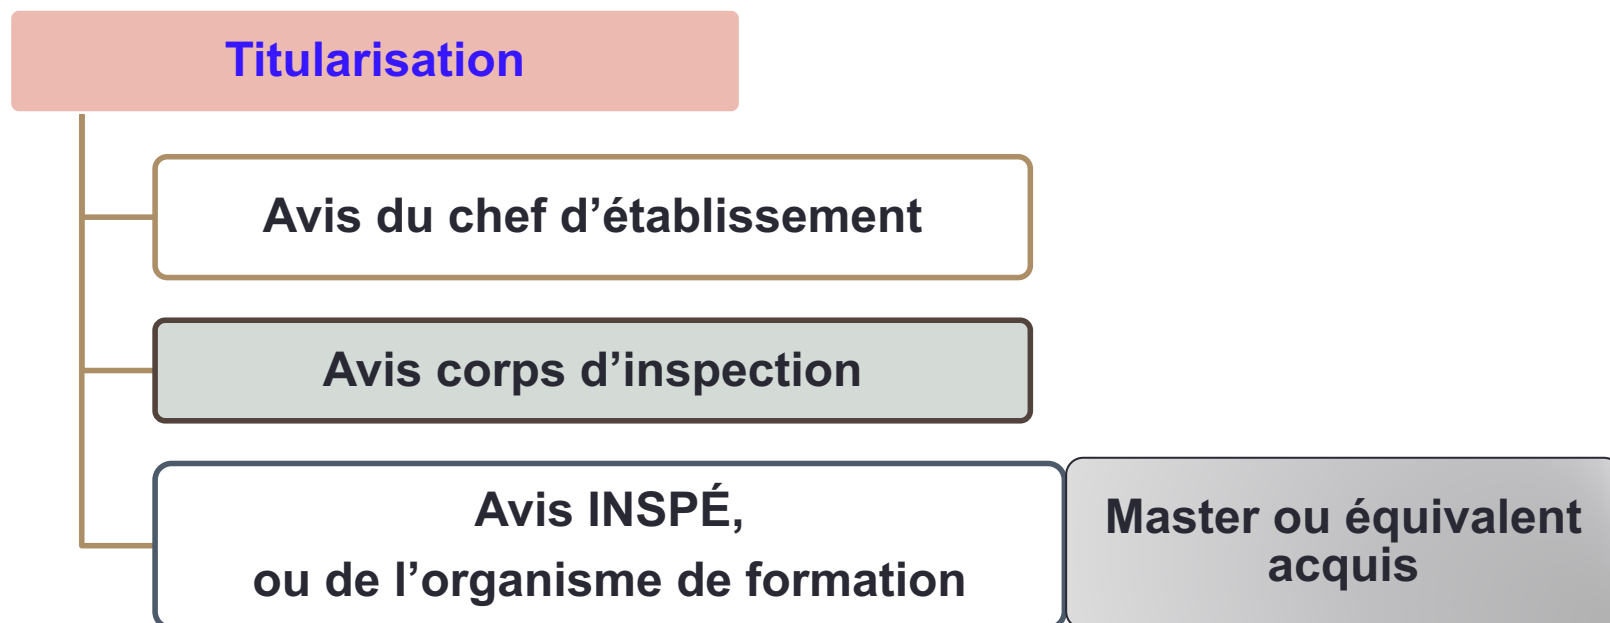 Titularisation
Avis du chef d’établissement
Avis corps d’inspection
Avis INSPÉ,
ou de l’organisme de formation
Master ou équivalent
acquis